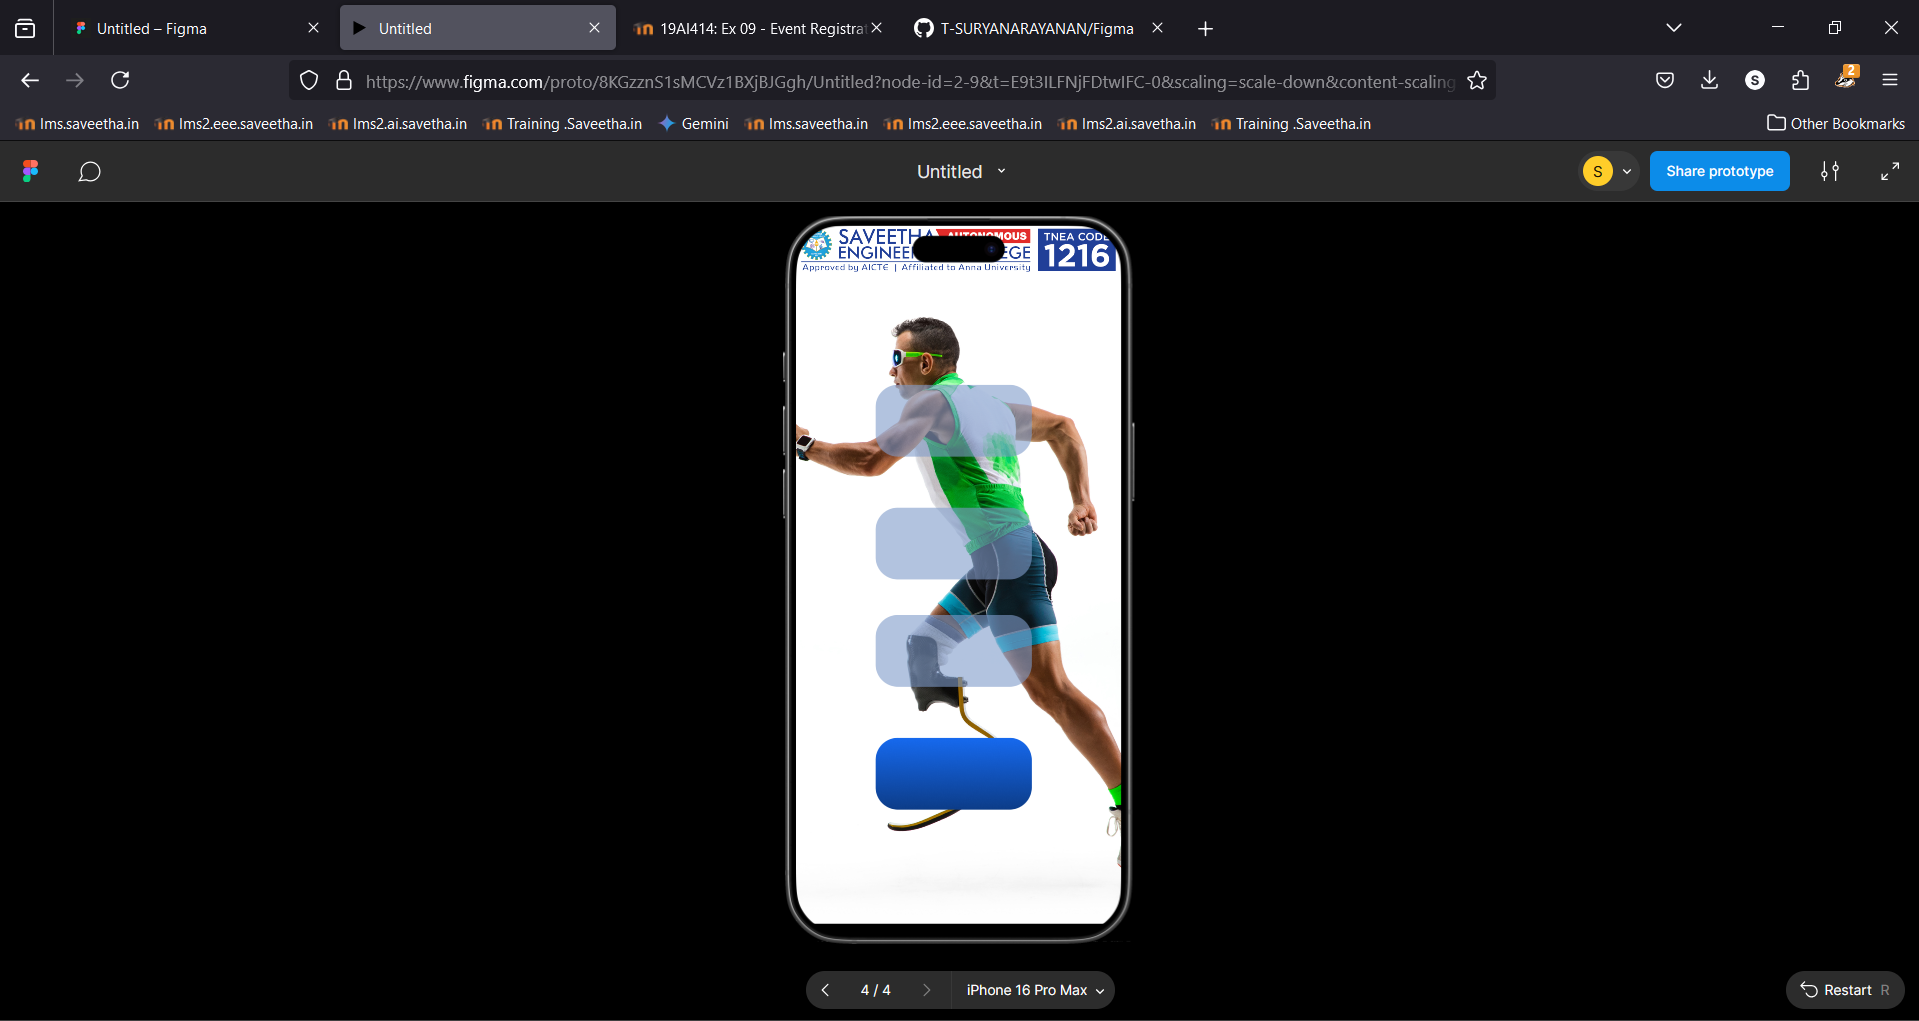 Untitled – Figma
Untitled
19AI414: Ex 09 - Event Registrat
T-SURYANARAYANAN/Figma
https://www.figma.com/proto/8KGzznS1sMCVz1BXjBJGgh/Untitled?node-id=2-9&t=E9t3ILFNjFDtwIFC-0&scaling=scale-down&content-scaling
S
2
lms.saveetha.in
lms2.eee.saveetha.in
lms2.ai.savetha.in
Training .Saveetha.in
Gemini
lms.saveetha.in
lms2.eee.saveetha.in
lms2.ai.savetha.in
Training .Saveetha.in
Other Bookmarks
Untitled
S
Share prototype
SAVEETHA AUTONOMOUS
ENGINEE EGE
Approved by AICTE | Affiliated to Anna University
TNEA CODE
1216
4 / 4
iPhone 16 Pro Max
Restart R